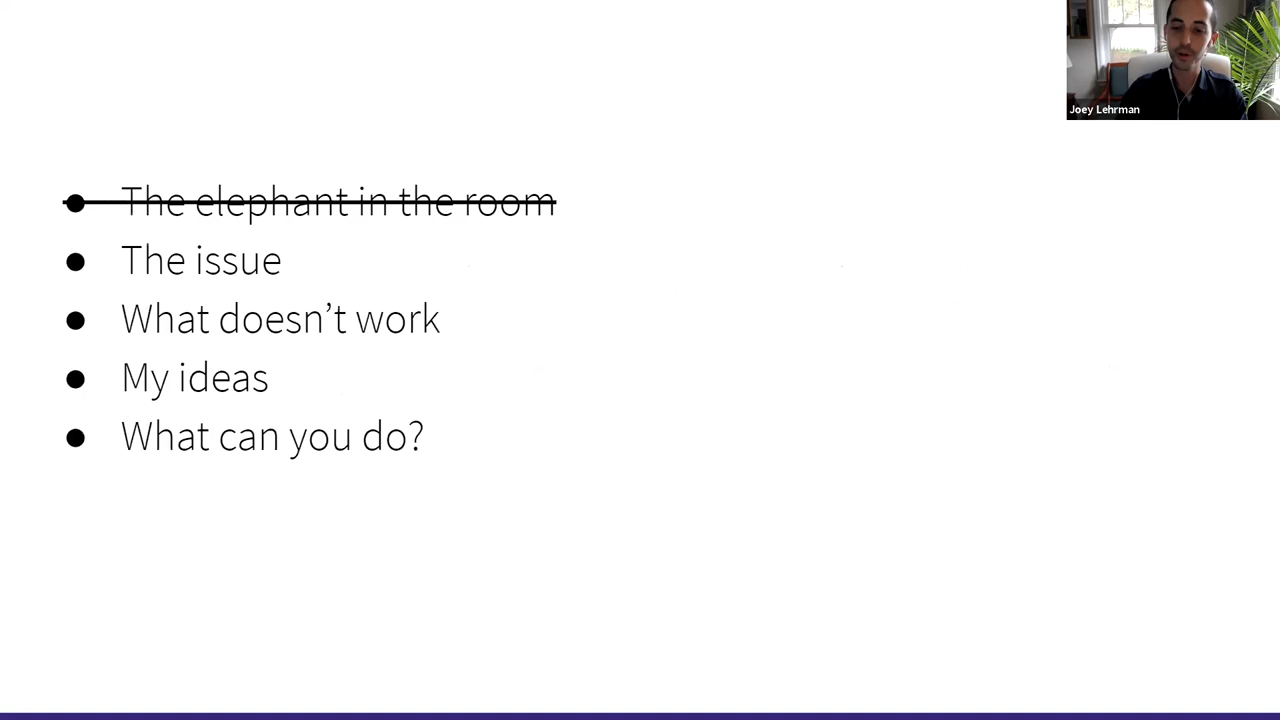 Joey Lehrman
● The elephant in the room
● The issue
● What doesn’t work
● My ideas
● What can you do?